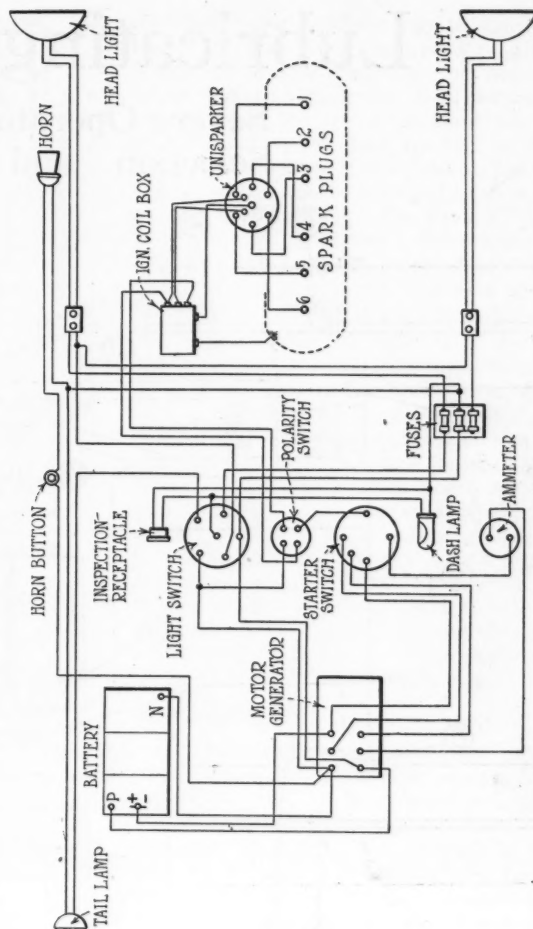 HEAD LIGHT
HEAD LIGHT
HORN
UNISPARKER
IGN. COIL BOX
1
2
3
4
5
6
SPARK PLUGS
FUSES
POLARITY
SWITCH
AMMETER
HORN BUTTON
INSPECTION-
RECEPTACLE
LIGHT SWITCH
STARTER
SWITCH
DASH LAMP
MOTOR
GENERATOR
BATTERY
N
P
+
-
TAIL LAMP
Lubricating